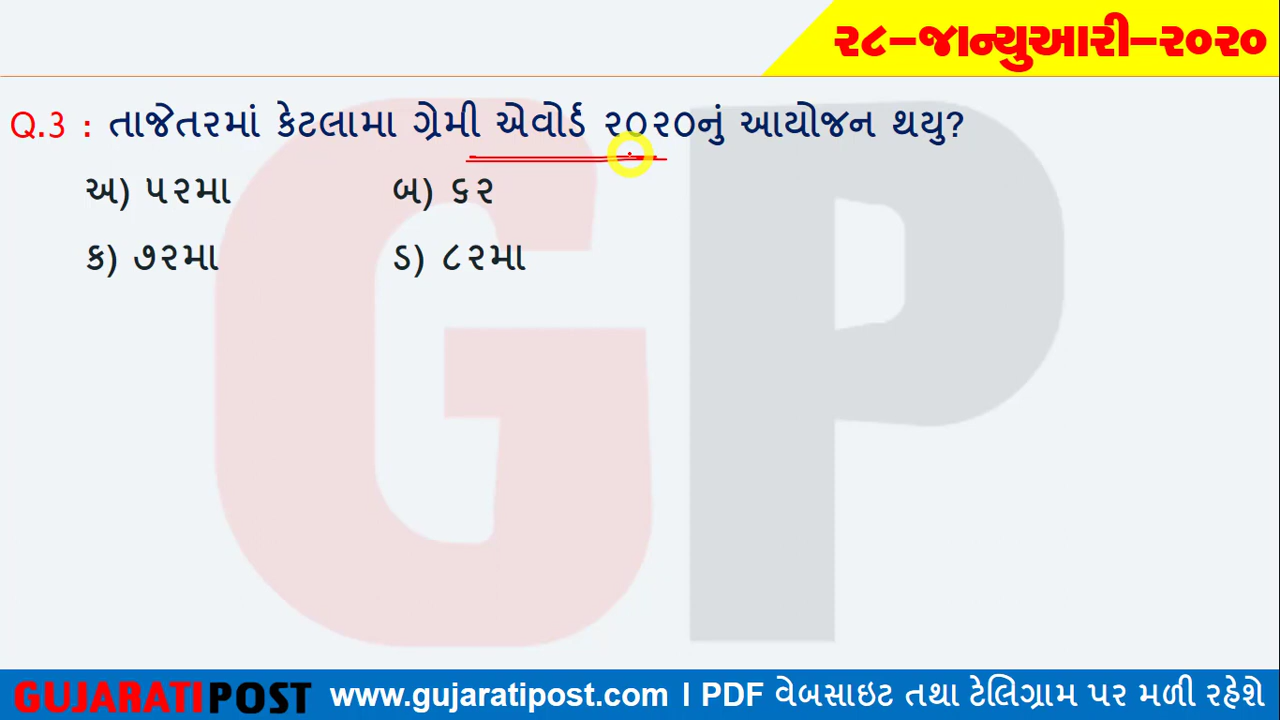 ૨૮-જાન્યુઆરી-૨૦૨૦
Q.3 : તાજેતરમાં કેટલામા ગ્રેમી એવોર્ડ ૨૦૨૦નું આયોજન થયુ?
અ) ૫૨મા બ) ૬૨
ક) ૭૨મા ડ) ૮૨મા
GP
GUJARATIPOST www.gujaratipost.com l PDF વેબસાઇટ તથા ટેલિગ્રામ પર મળી રહેશે